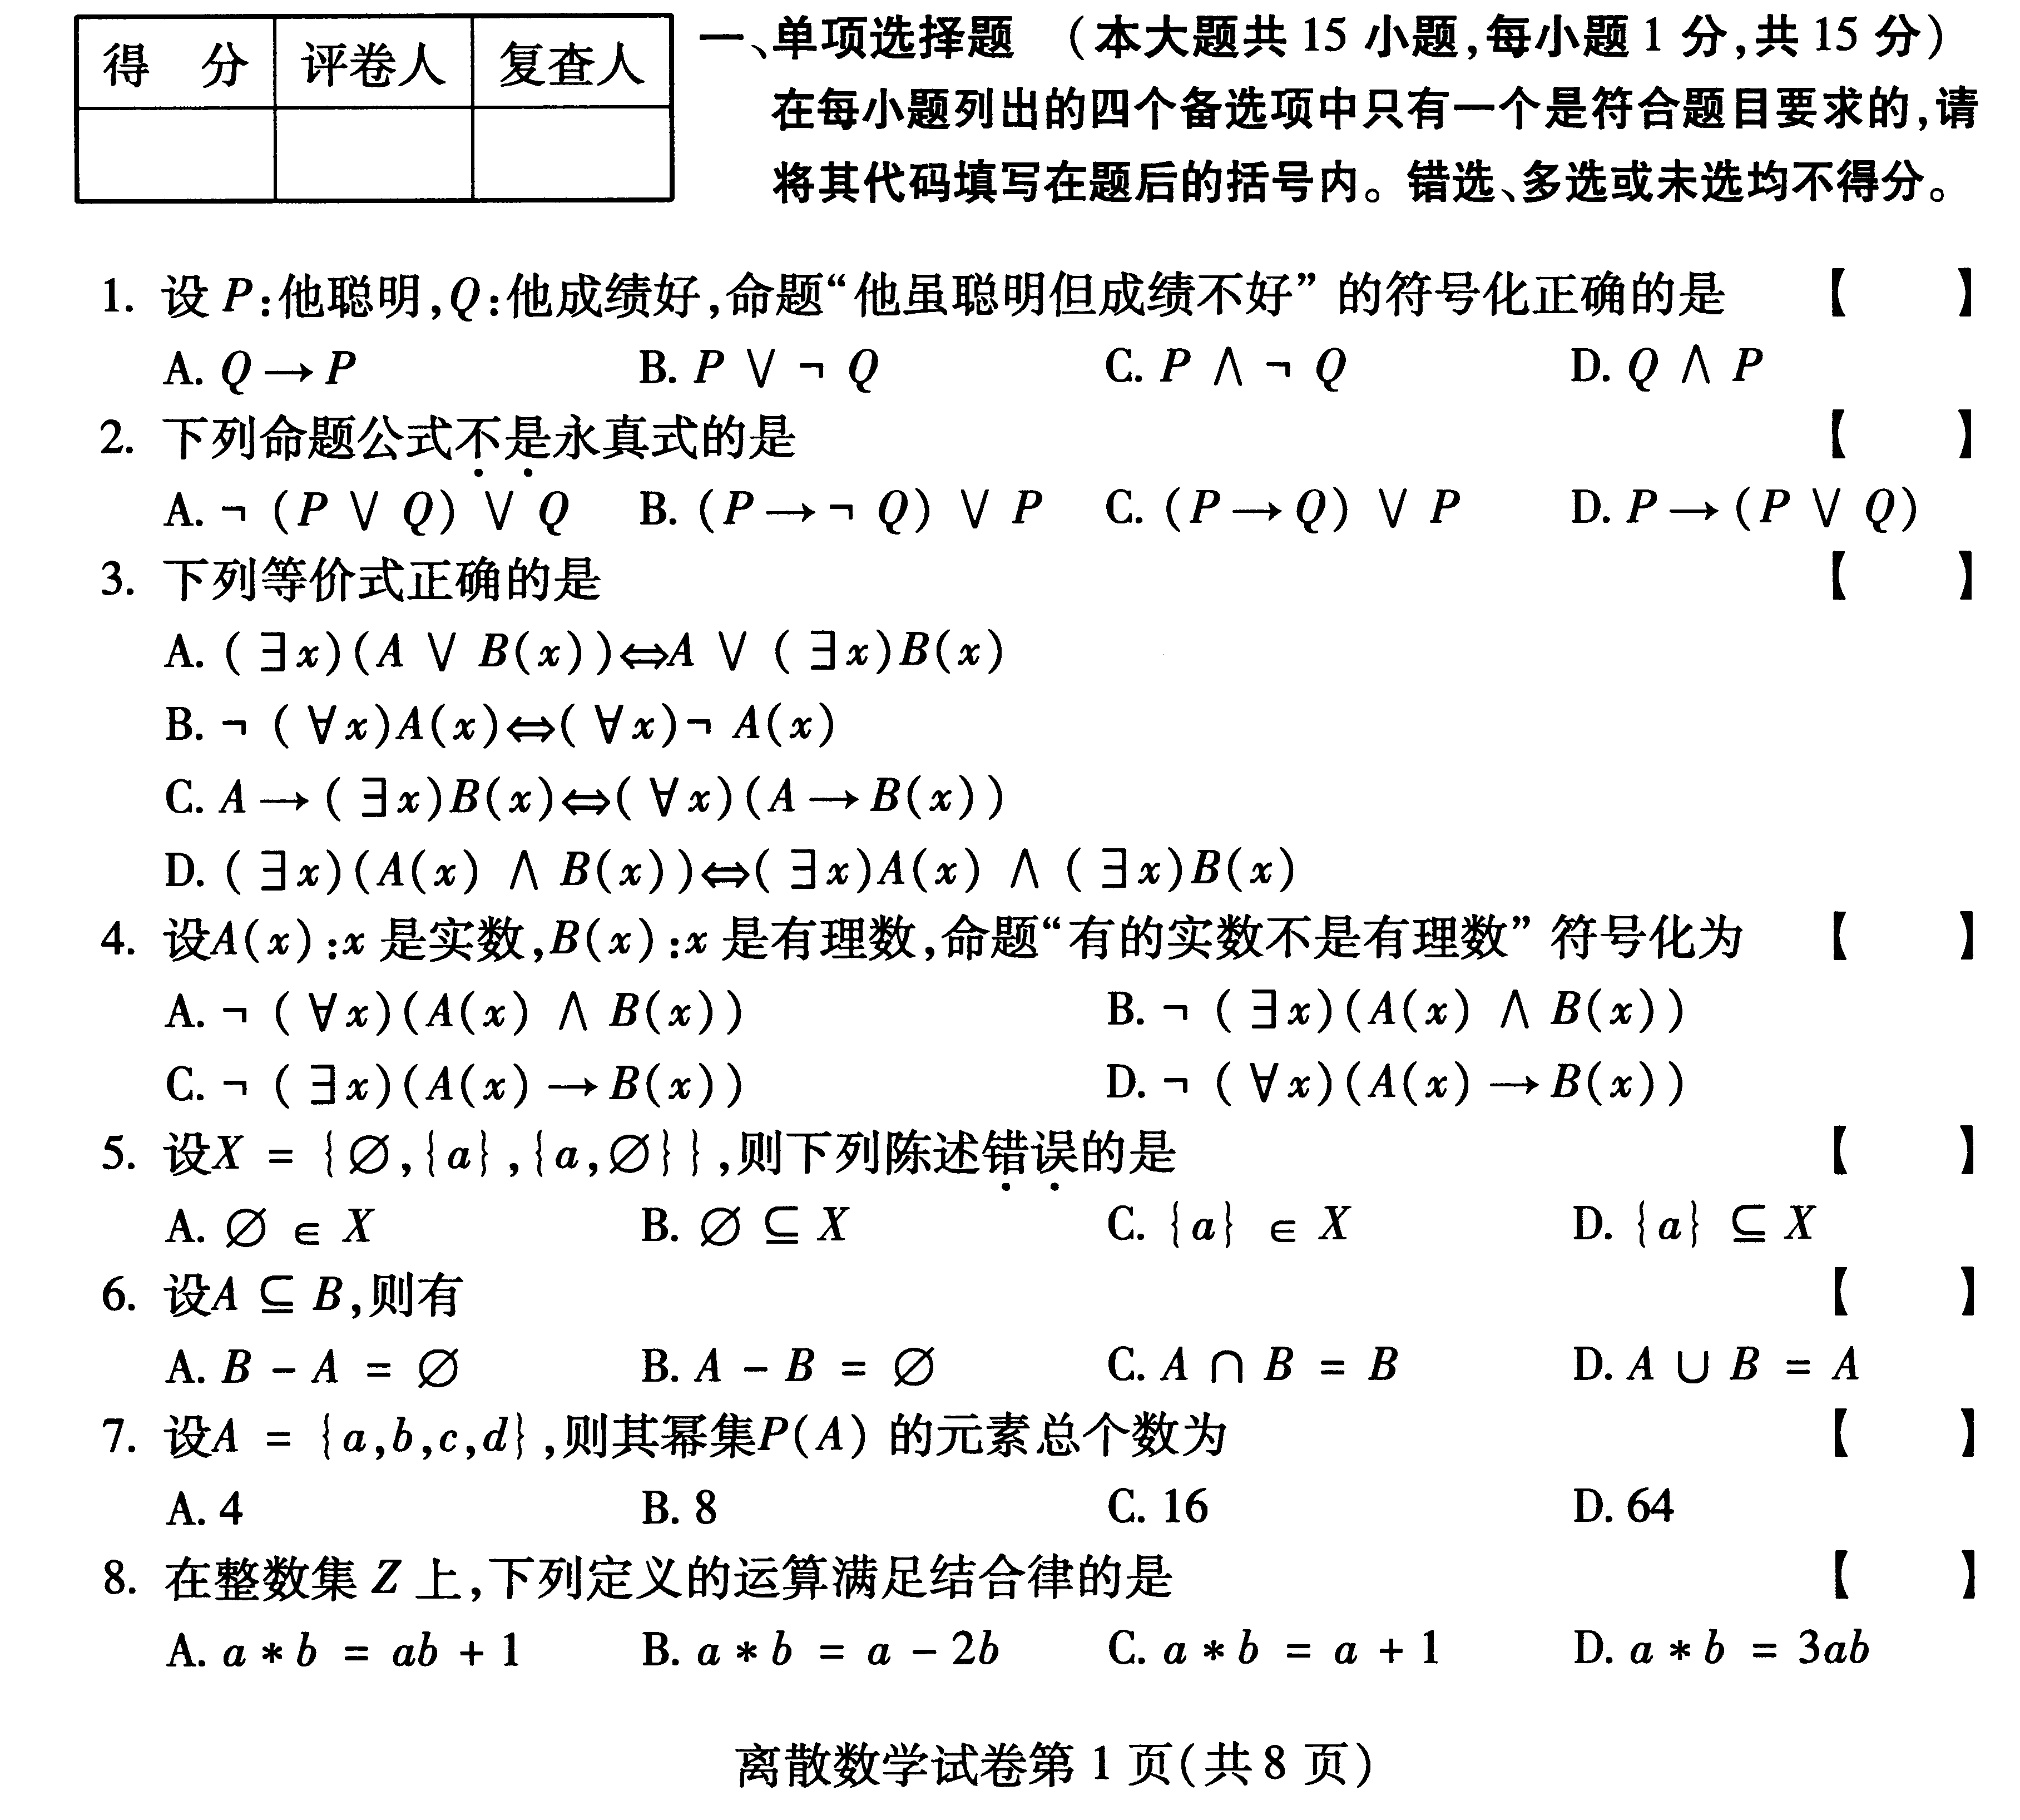 得 分 评卷人 复查人
一、单项选择题 （本大题共 15 小题,每小题 1 分,共 15 分）
在每小题列出的四个备选项中只有一个是符合题目要求的,请
将其代码填写在题后的括号内。错选、多选或未选均不得分。
1. 设 P:他聪明,Q:他成绩好,命题“他虽聪明但成绩不好” 的符号化正确的是 【 】
A. Q→P B. P ∨ ¬ Q C. P ∧ ¬ Q D. Q ∧ P
2. 下列命题公式不是永真式的是 【 】
A. ¬ (P ∨ Q) ∨ Q B. (P→¬ Q) ∨ P C. (P→Q) ∨ P D. P→(P ∨ Q)
3. 下列等价式正确的是 【 】
A. (∃x)(A ∨ B(x))⇔A ∨ (∃x)B(x)
B. ¬ (∀x)A(x)⇔(∀x)¬ A(x)
C. A→(∃x)B(x)⇔(∀x)(A→B(x))
D. (∃x)(A(x) ∧ B(x))⇔(∃x)A(x) ∧ (∃x)B(x)
4. 设A(x):x 是实数,B(x):x 是有理数,命题“有的实数不是有理数” 符号化为 【 】
A. ¬ (∀x)(A(x) ∧ B(x)) B. ¬ (∃x)(A(x) ∧ B(x))
C. ¬ (∃x)(A(x)→B(x)) D. ¬ (∀x)(A(x)→B(x))
5. 设X = {∅,{a},{a,∅}},则下列陈述错误的是 【 】
A. ∅ ∈ X B. ∅ ⊆ X C. {a} ∈ X D. {a} ⊆ X
6. 设A ⊆ B,则有 【 】
A. B − A = ∅ B. A − B = ∅ C. A ∩ B = B D. A ∪ B = A
7. 设A = {a,b,c,d},则其幂集P(A) 的元素总个数为 【 】
A. 4 B. 8 C. 16 D. 64
8. 在整数集 Z 上,下列定义的运算满足结合律的是 【 】
A. a * b = ab + 1 B. a * b = a − 2b C. a * b = a + 1 D. a * b = 3ab
离散数学试卷第 1 页(共 8 页)